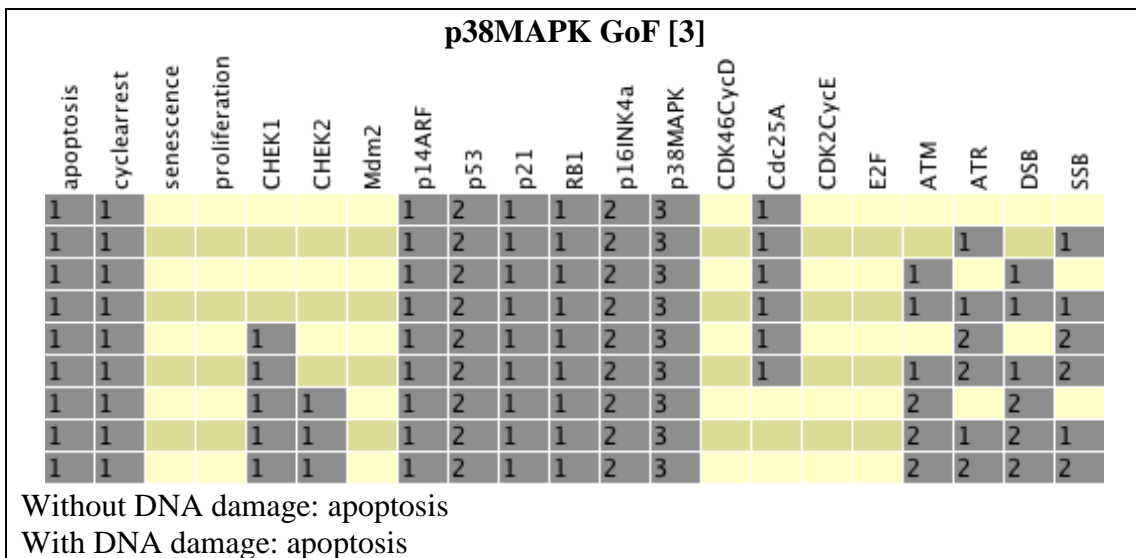 p38MAPK GoF [3]
apoptosis cyclearrest senescence proliferation CHEK1 CHEK2 Mdm2 p14ARF p53 p21 RB1 p16INK4a p38MAPK CDK46CycD Cdc25A CDK2CycE E2F ATM ATR DSB SSB
1 1 1 2 1 1 2 3 1
1 1 1 2 1 1 2 3 1 1 1
1 1 1 2 1 1 2 3 1 1 1
1 1 1 2 1 1 2 3 1 1 1 1 1
1 1 1 1 2 1 1 2 3 1 2 2
1 1 1 1 2 1 1 2 3 1 1 2 1 2
1 1 1 1 1 2 1 1 2 3 2 2
1 1 1 1 1 2 1 1 2 3 2 1 2 1
1 1 1 1 1 2 1 1 2 3 2 2 2 2
Without DNA damage: apoptosis
With DNA damage: apoptosis